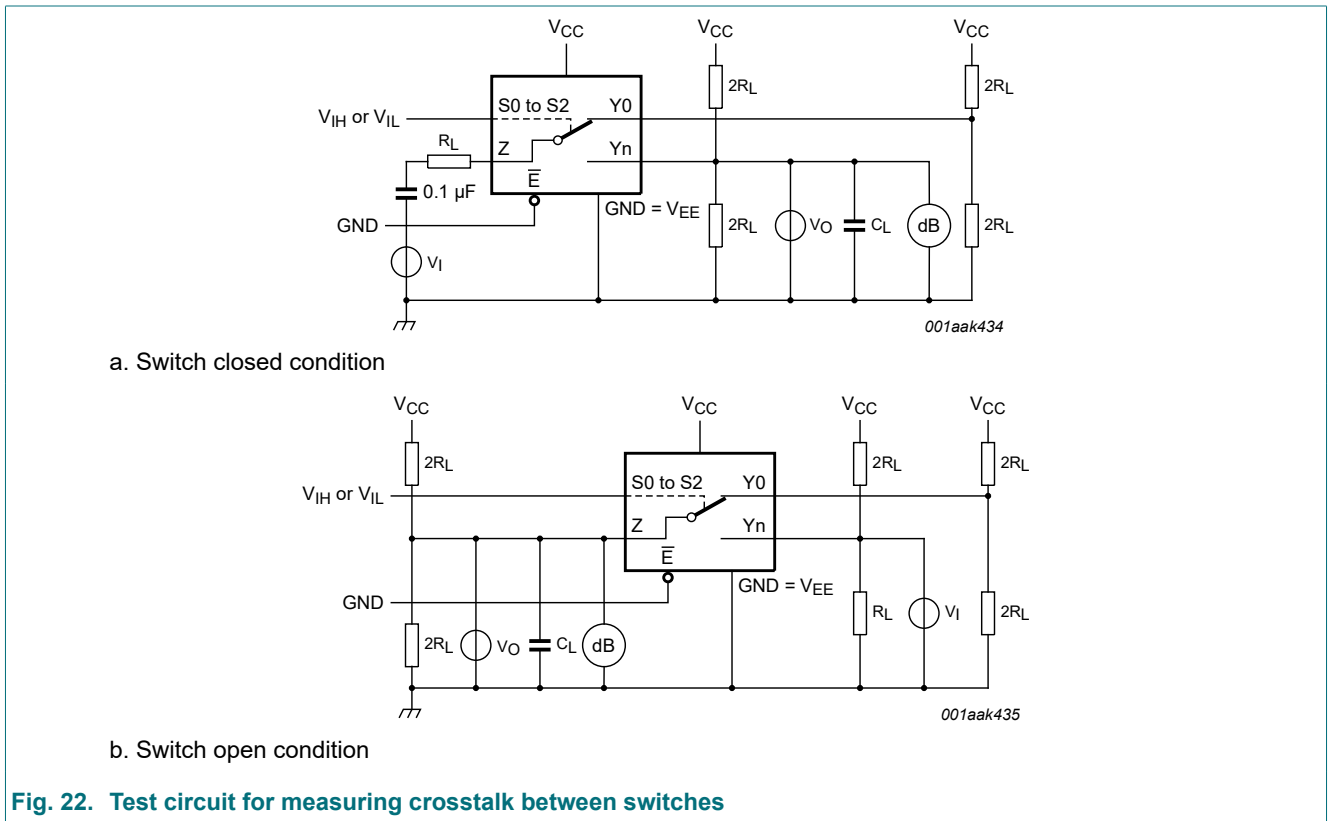 VCC VCC VCC
2RL 2RL
S0 to S2 Y0
VIH or VIL
RL Z Yn
E
0.1 µF
GND = VEE
GND 2RL VO CL dB 2RL
VI
001aak434
a. Switch closed condition
VCC VCC VCC VCC
2RL 2RL 2RL
S0 to S2 Y0
VIH or VIL
Z Yn
E
GND = VEE
GND
RL VI 2RL
2RL VO CL dB
001aak435
b. Switch open condition
Fig. 22. Test circuit for measuring crosstalk between switches